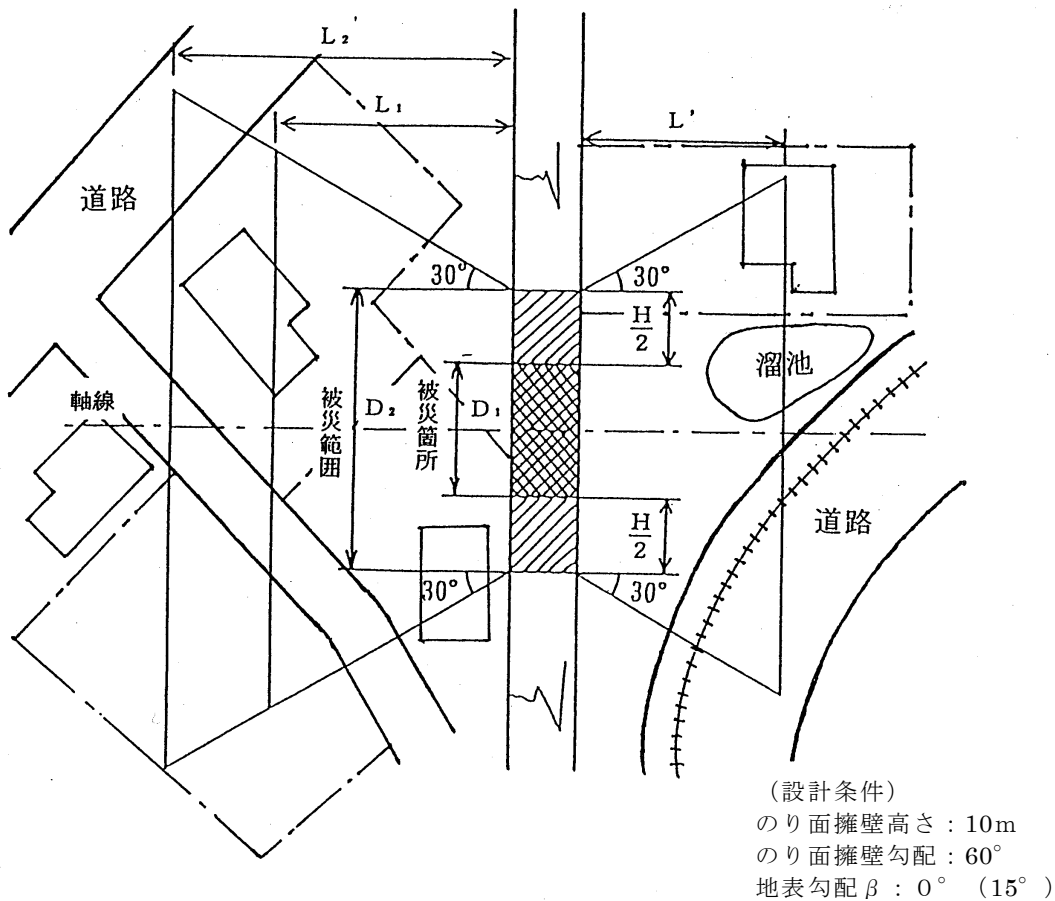 L₂'
L₁
L'
道路
30°
30°
H/2
溜池
軸線
被災範囲
D₂
被災箇所
D₁
道路
H/2
30°
30°
(設計条件)
のり面擁壁高さ：10m
のり面擁壁勾配：60°
地表勾配β：0° (15°)